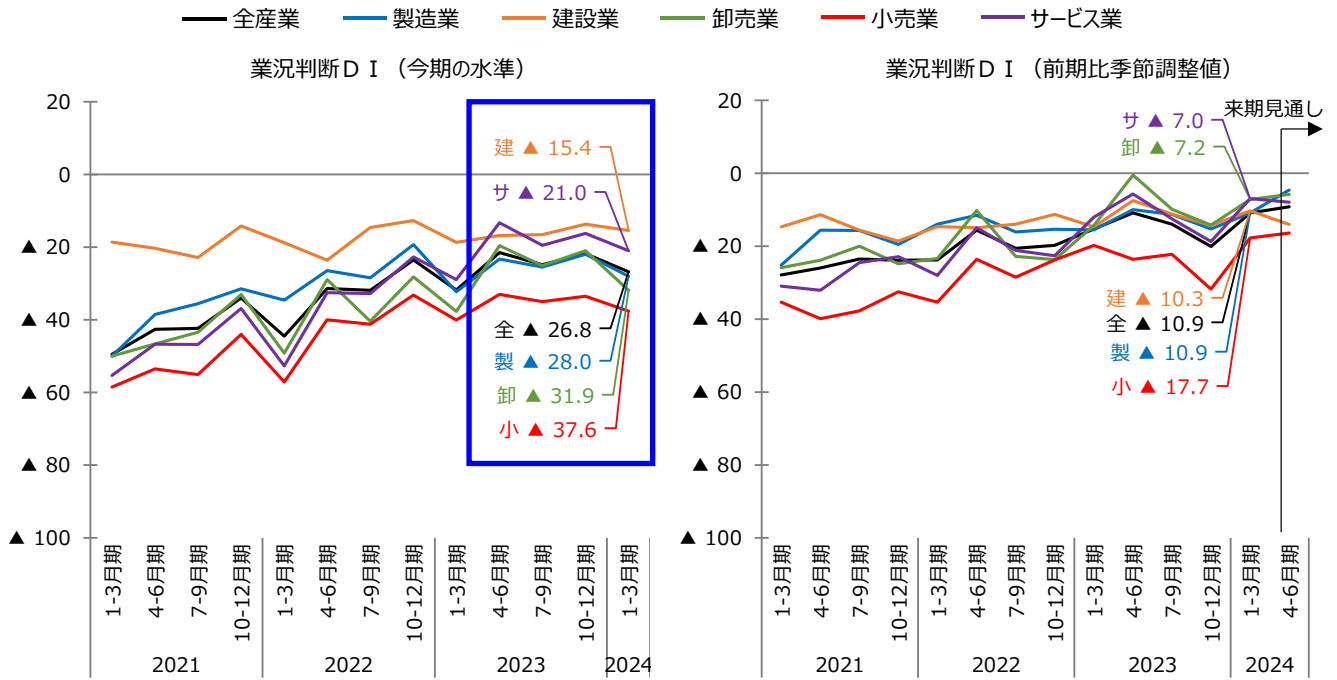 全産業 製造業 建設業 卸売業 小売業 サービス業
業況判断ＤＩ（今期の水準）
20
0
▲ 20
▲ 40
▲ 60
▲ 80
▲ 100
建 ▲ 15.4
サ ▲ 21.0
全 ▲ 26.8
製 ▲ 28.0
卸 ▲ 31.9
小 ▲ 37.6
1-3月期 4-6月期 7-9月期 10-12月期 1-3月期 4-6月期 7-9月期 10-12月期 1-3月期 4-6月期 7-9月期 10-12月期 1-3月期
2021 2022 2023 2024
業況判断ＤＩ（前期比季節調整値）
20
0
▲ 20
▲ 40
▲ 60
▲ 80
▲ 100
来期見通し
サ ▲ 7.0
卸 ▲ 7.2
建 ▲ 10.3
全 ▲ 10.9
製 ▲ 10.9
小 ▲ 17.7
1-3月期 4-6月期 7-9月期 10-12月期 1-3月期 4-6月期 7-9月期 10-12月期 1-3月期 4-6月期 7-9月期 10-12月期 1-3月期 4-6月期
2021 2022 2023 2024